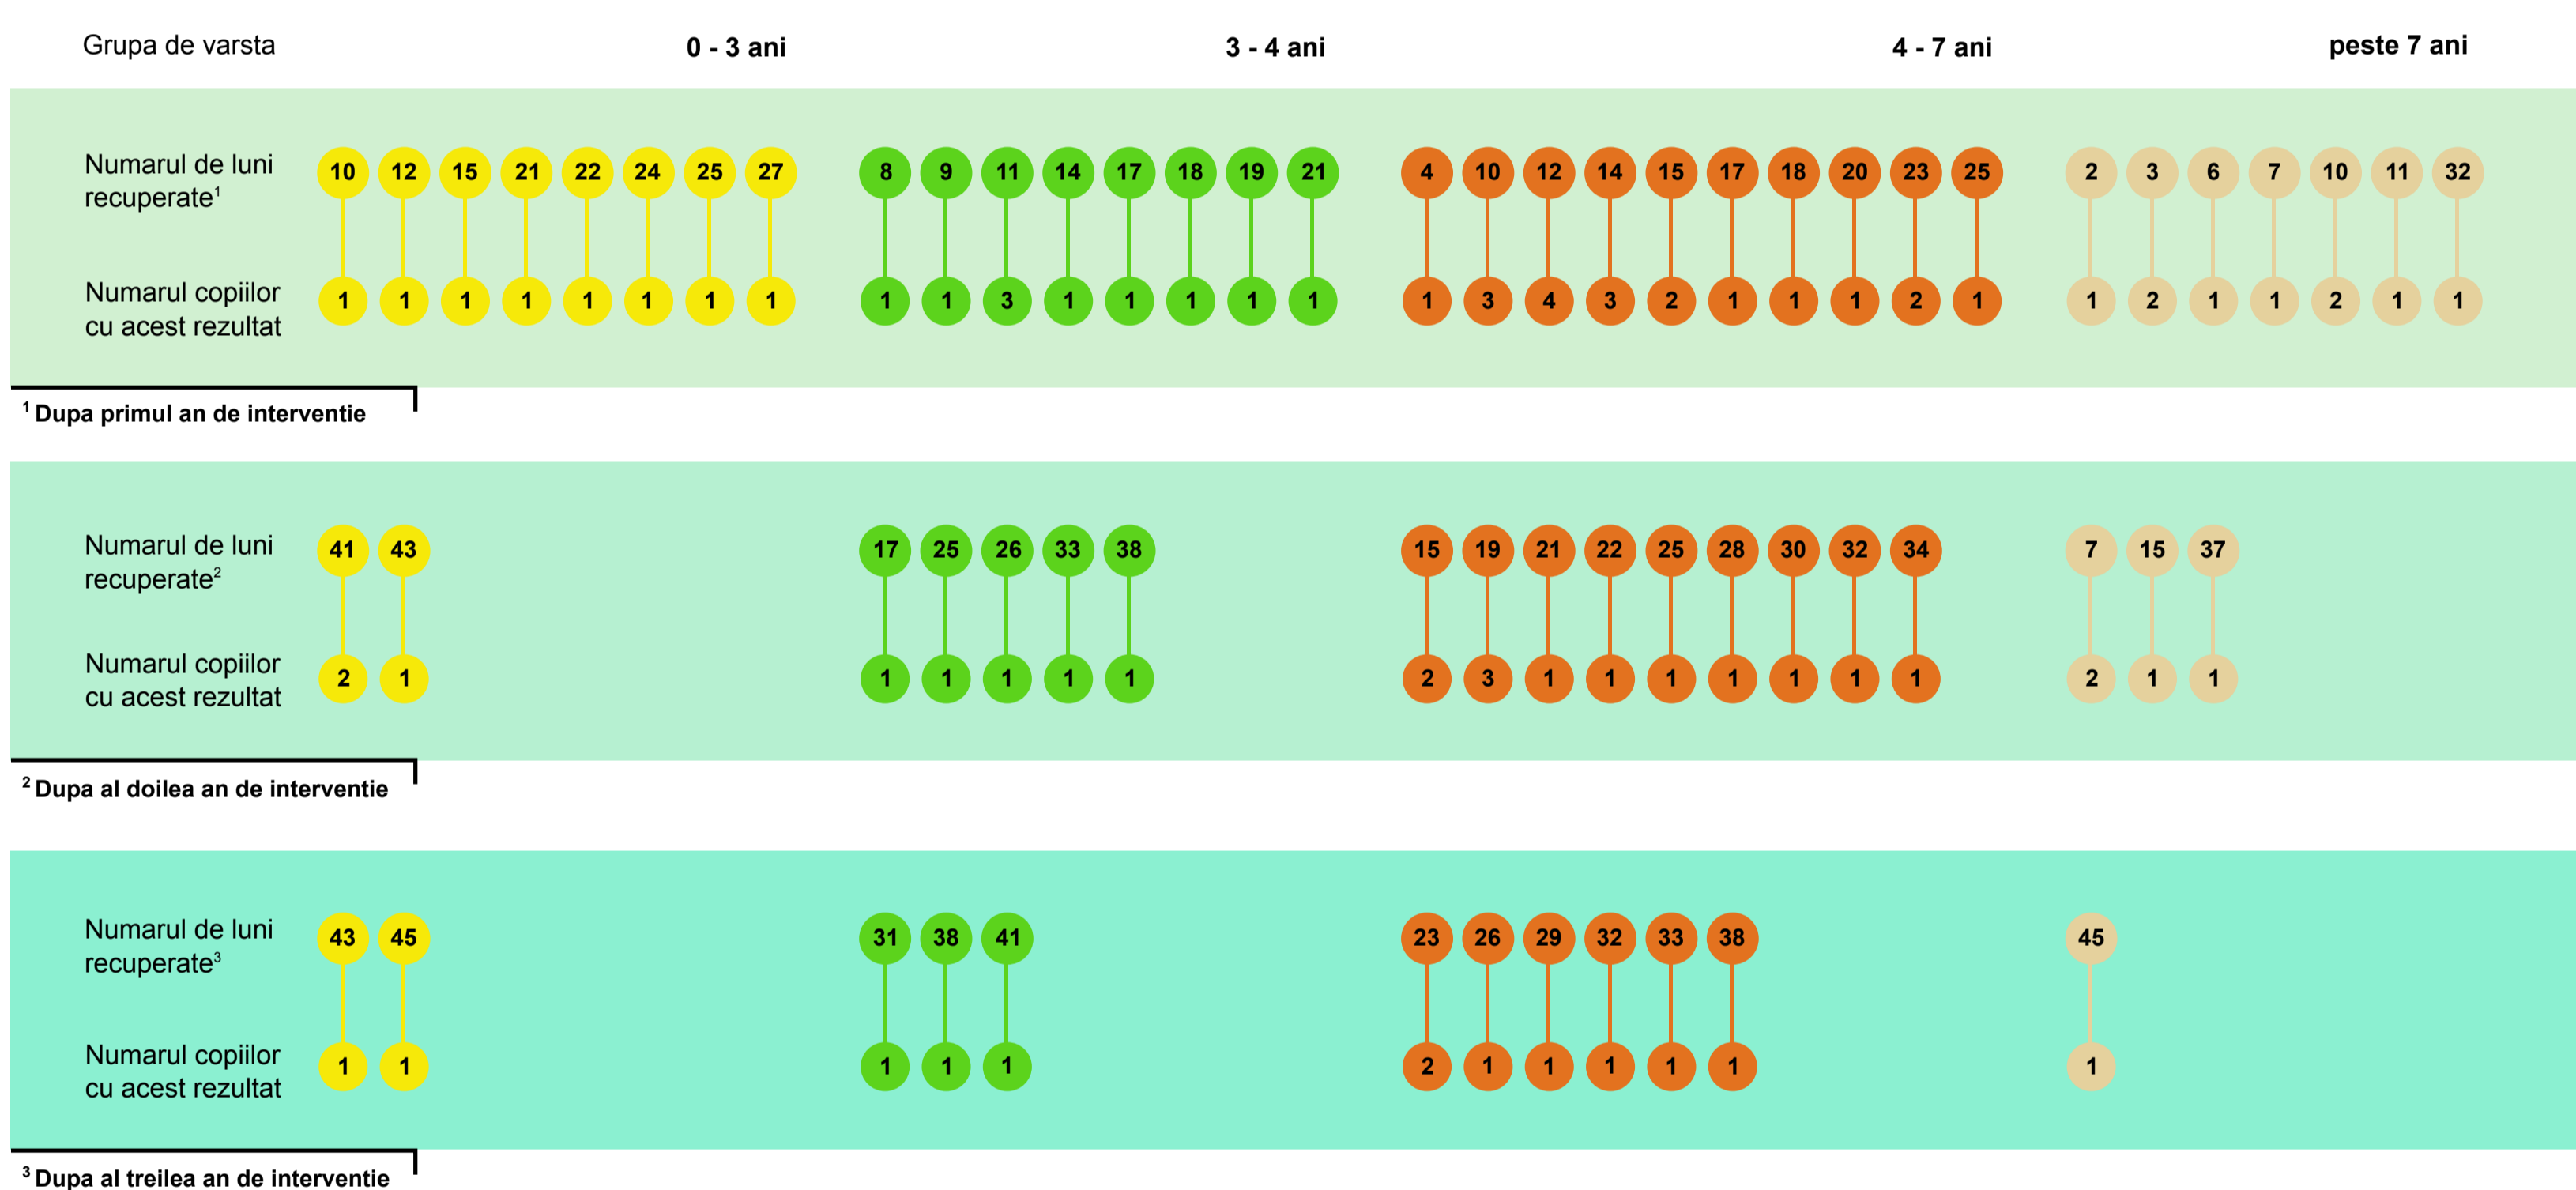 Grupa de varsta 0 - 3 ani 3 - 4 ani 4 - 7 ani peste 7 ani
Numarul de luni
recuperate¹
10 12 15 21 22 24 25 27 8 9 11 14 17 18 19 21 4 10 12 14 15 17 18 20 23 25 2 3 6 7 10 11 32
Numarul copiilor
cu acest rezultat
1 1 1 1 1 1 1 1 1 1 3 1 1 1 1 1 1 3 4 3 2 1 1 1 2 1 1 2 1 1 2 1 1
¹ Dupa primul an de interventie
Numarul de luni
recuperate²
41 43 17 25 26 33 38 15 19 21 22 25 28 30 32 34 7 15 37
Numarul copiilor
cu acest rezultat
2 1 1 1 1 1 1 2 3 1 1 1 1 1 1 1 2 1 1
² Dupa al doilea an de interventie
Numarul de luni
recuperate³
43 45 31 38 41 23 26 29 32 33 38 45
Numarul copiilor
cu acest rezultat
1 1 1 1 1 2 1 1 1 1 1 1
³ Dupa al treilea an de interventie